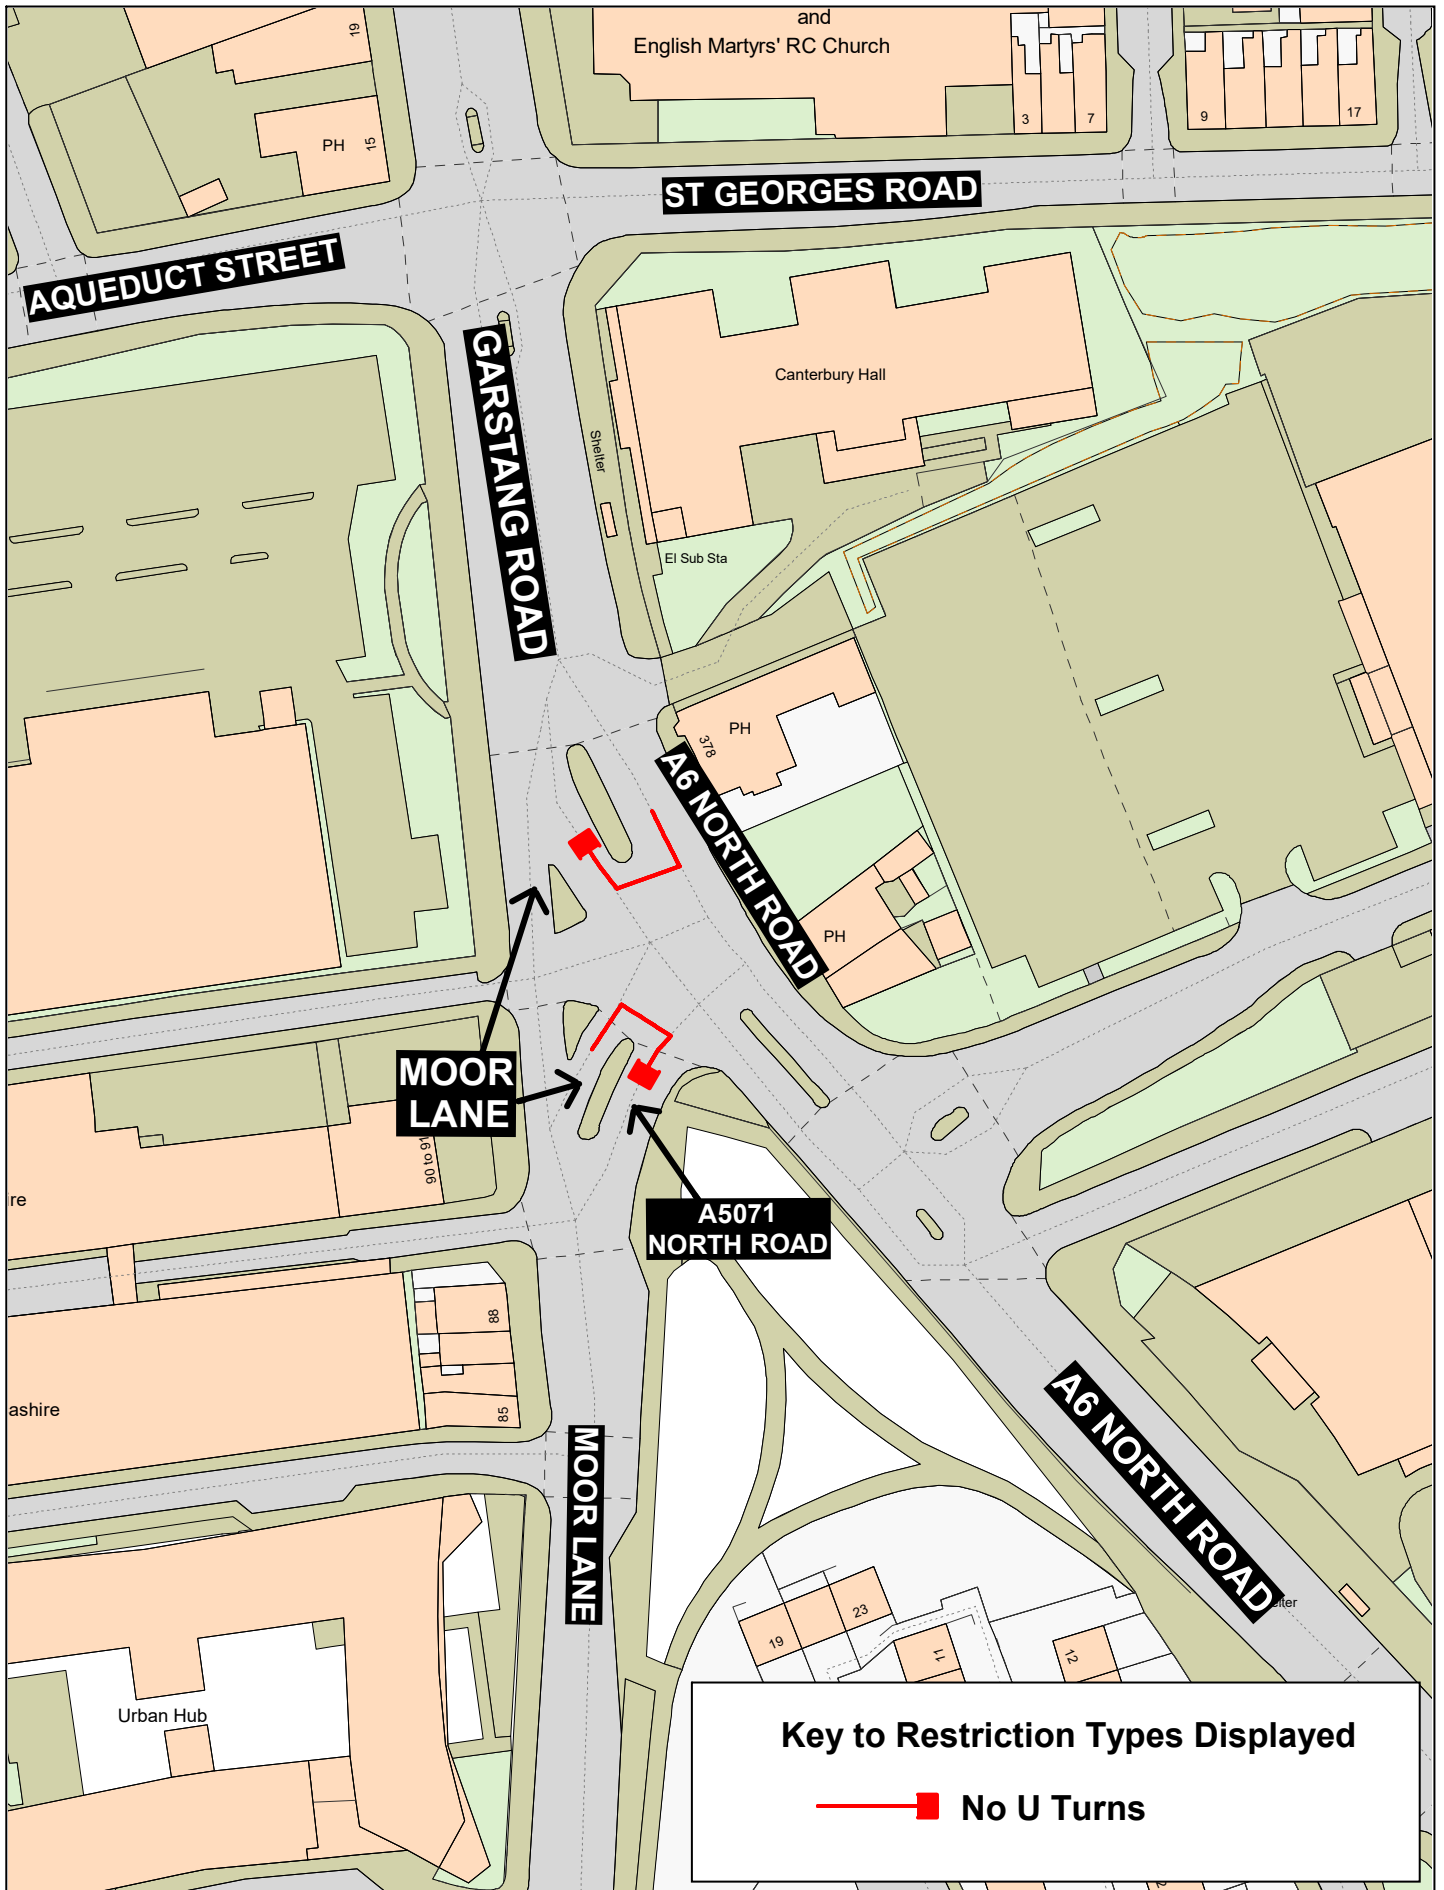 and
English Martyrs' RC Church
19
PH
15
3
7
9
17
ST GEORGES ROAD
AQUEDUCT STREET
GARSTANG ROAD
Canterbury Hall
Shelter
El Sub Sta
PH
378
A6 NORTH ROAD
PH
MOOR
LANE
90 to 91
ire
A5071
NORTH ROAD
88
85
ashire
MOOR LANE
A6 NORTH ROAD
elter
19
23
11
12
Urban Hub
Key to Restriction Types Displayed
No U Turns